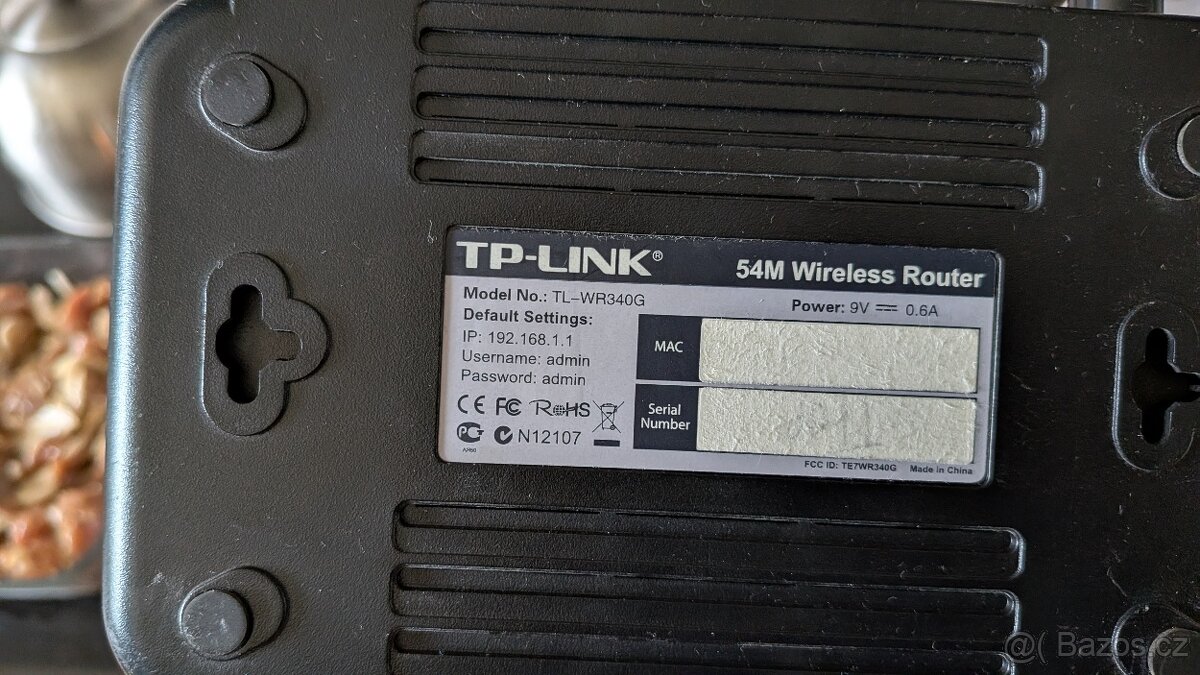 TP-LINK®
54M Wireless Router
Model No.: TL-WR340G
Power: 9V 0.6A
Default Settings:
IP: 192.168.1.1
Username: admin
Password: admin
MAC
Serial Number
CE FC RoHS
N12107
FCC ID: TE7WR340G Made in China
@( Bazos.cz